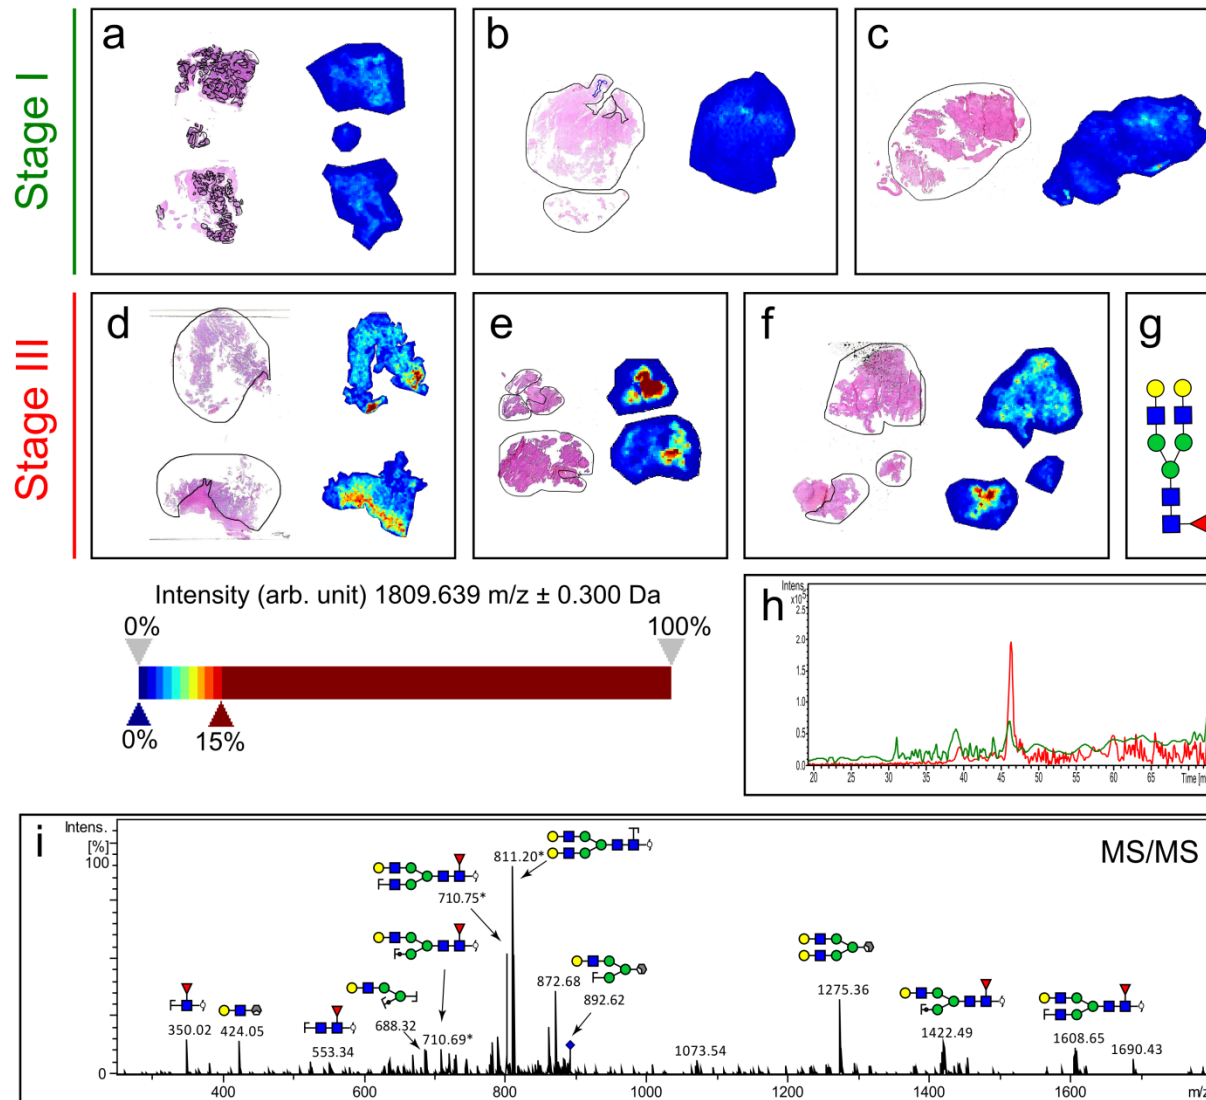 Stage I
a
b
c
Stage III
d
e
f
g
Intensity (arb. unit) 1809.639 m/z ± 0.300 Da
0%
100%
0%
15%
h
Intens.
x10⁵
2.5
2.0
1.5
1.0
0.5
0.0
20 25 30 35 40 45 50 55 60 65 Time [m
i
Intens.
[%]
100
0
MS/MS
811.20*
710.75*
350.02
424.05
553.34
688.32
710.69*
872.68
892.62
1073.54
1275.36
1422.49
1608.65
1690.43
400 600 800 1000 1200 1400 1600 m/z